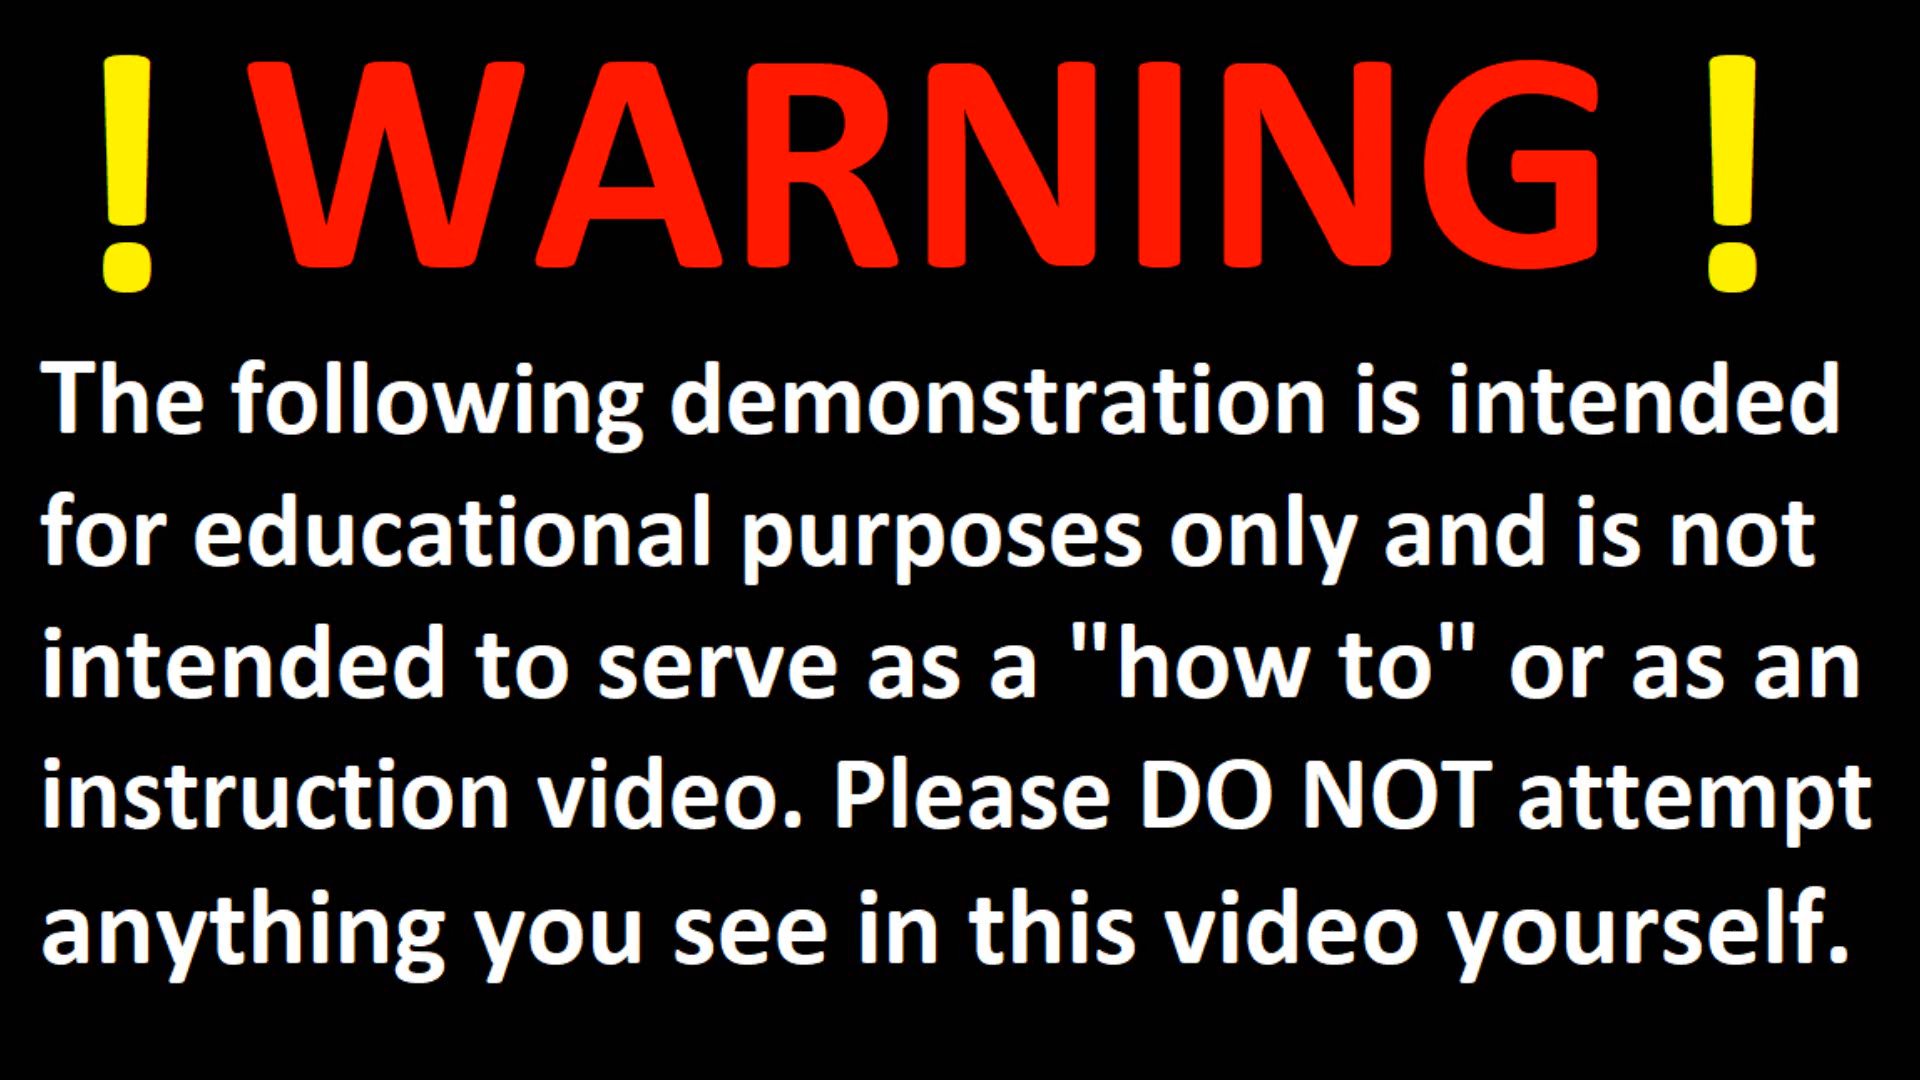 ! WARNING !
The following demonstration is intended
for educational purposes only and is not
intended to serve as a "how to" or as an
instruction video. Please DO NOT attempt
anything you see in this video yourself.